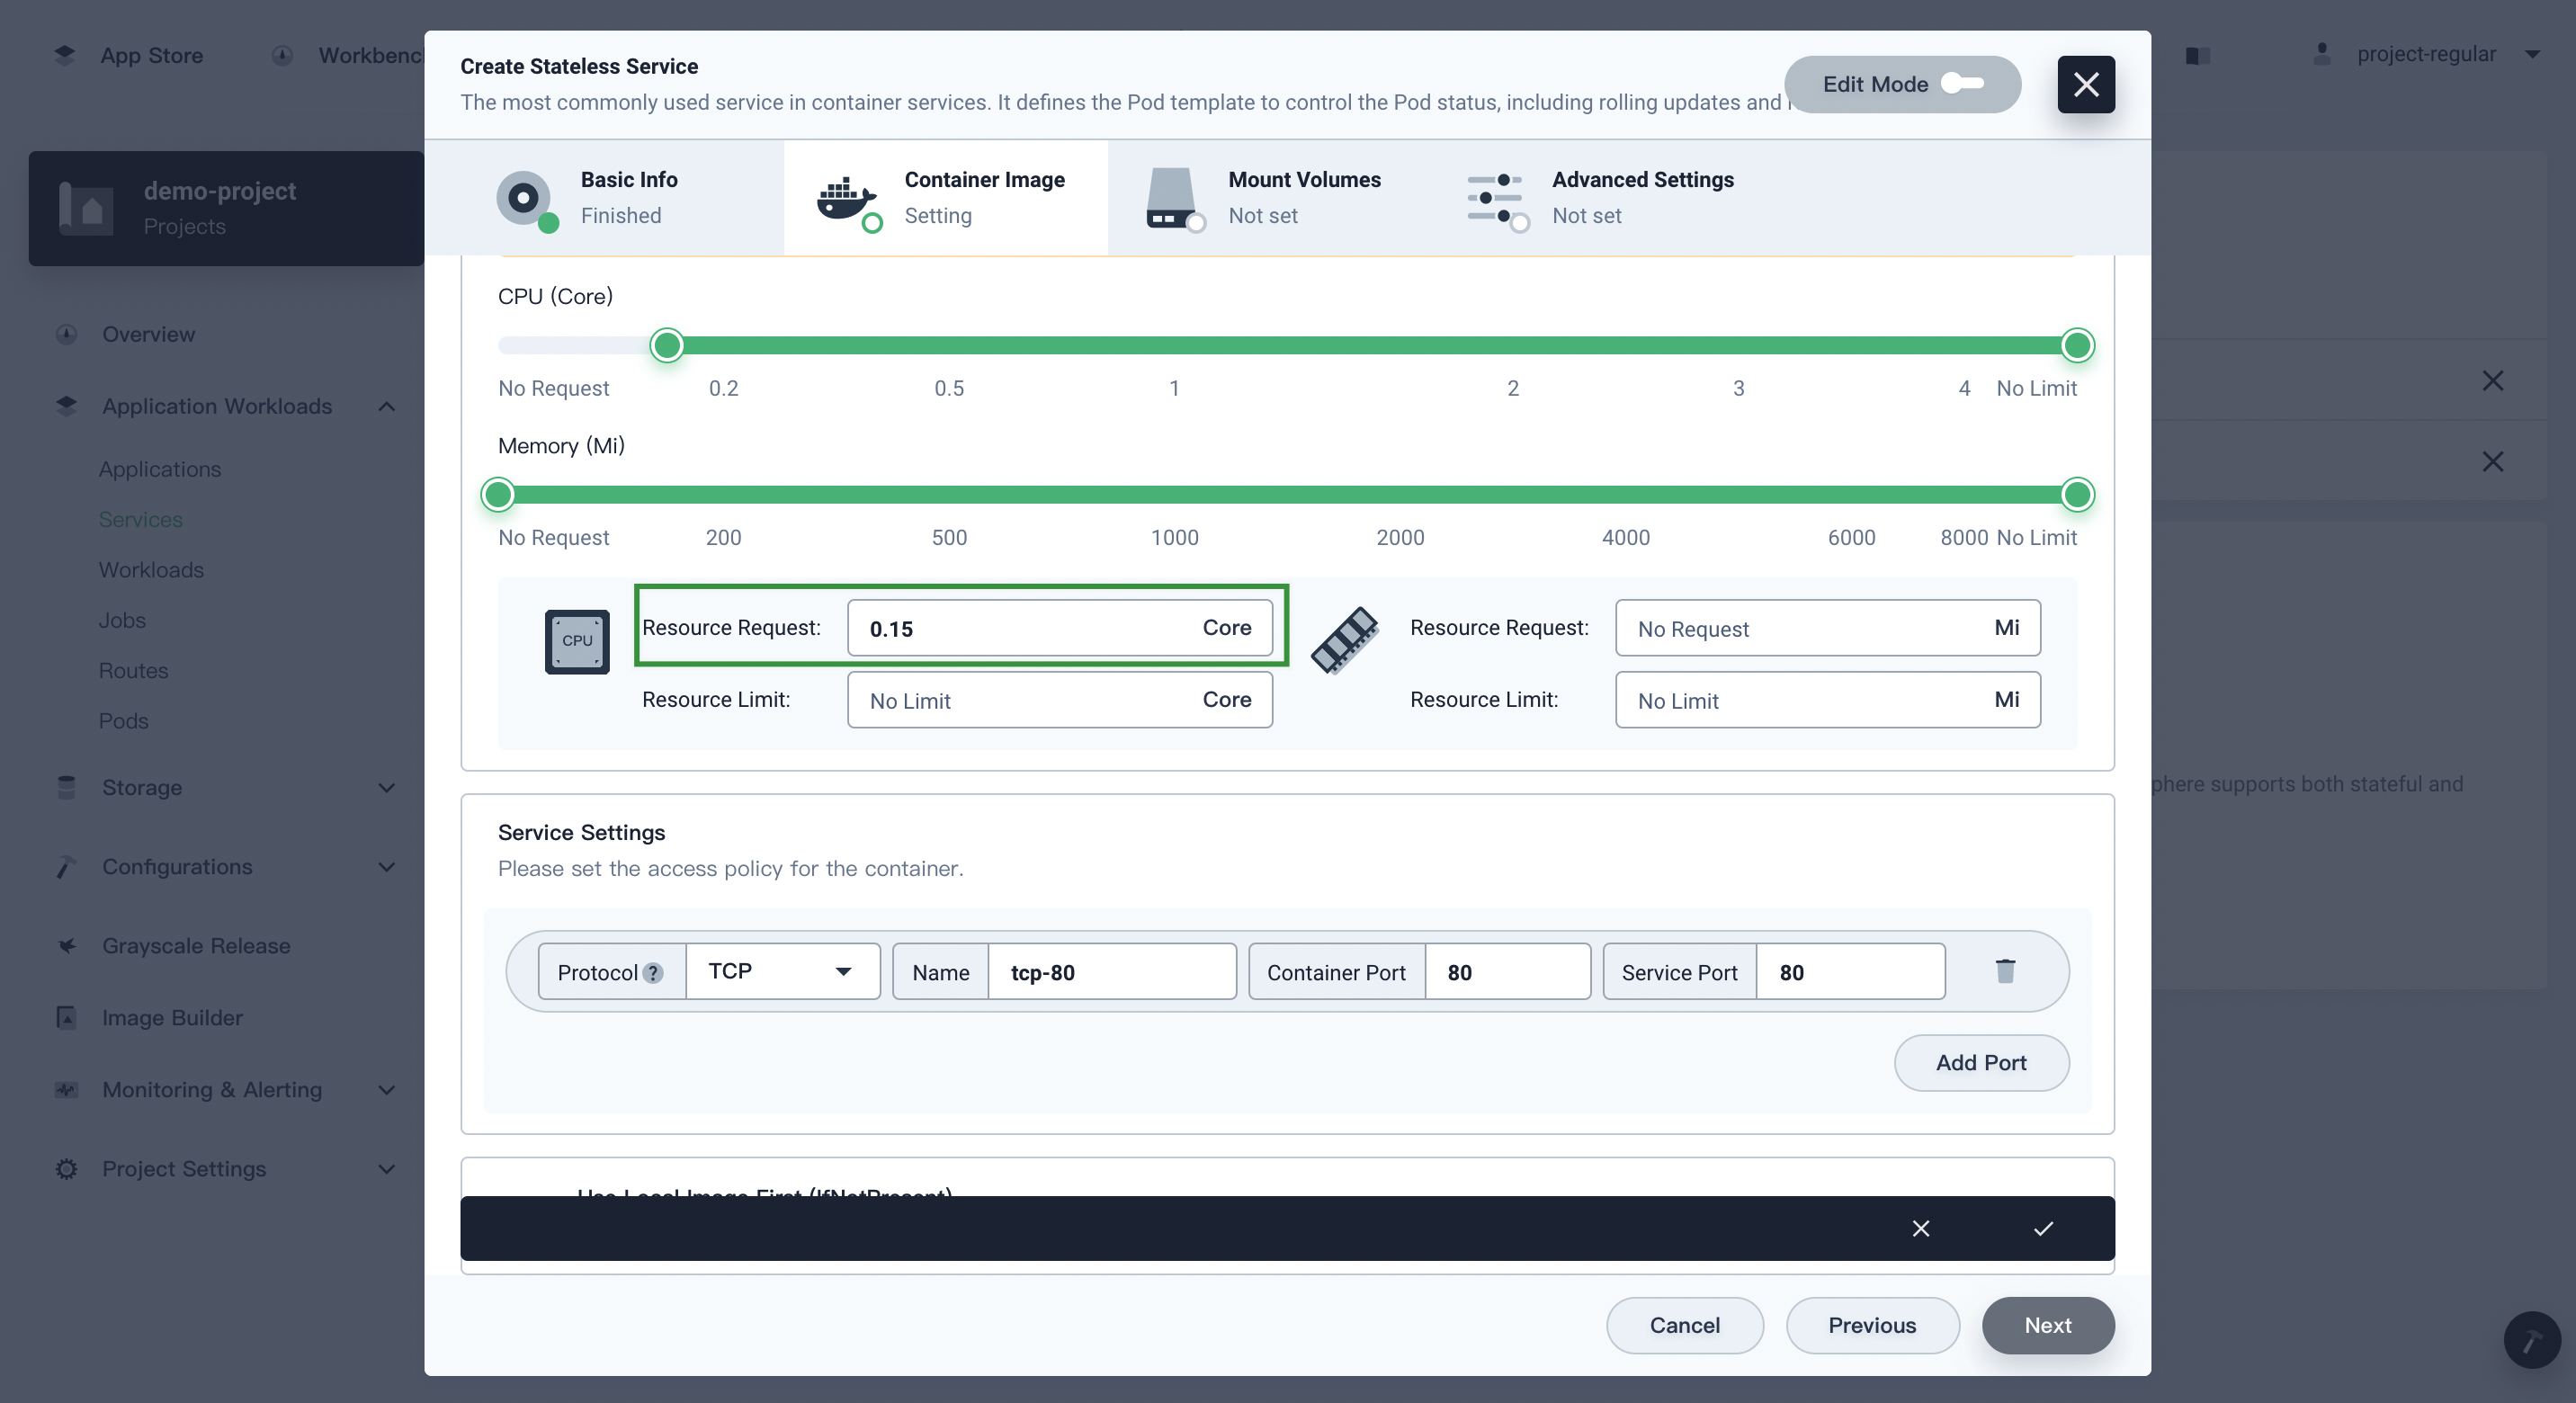 App Store
Workbenc
project-regular
demo-project
Projects
Overview
Application Workloads
Applications
Services
Workloads
Jobs
Routes
Pods
Storage
Configurations
Grayscale Release
Image Builder
Monitoring & Alerting
Project Settings
Create Stateless Service
The most commonly used service in container services. It defines the Pod template to control the Pod status, including rolling updates and
Edit Mode
Basic Info
Finished
Container Image
Setting
Mount Volumes
Not set
Advanced Settings
Not set
CPU (Core)
No Request 0.2 0.5 1 2 3 4 No Limit
Memory (Mi)
No Request 200 500 1000 2000 4000 6000 8000 No Limit
CPU
Resource Request: 0.15 Core
Resource Limit: No Limit Core
Resource Request: No Request Mi
Resource Limit: No Limit Mi
Service Settings
Please set the access policy for the container.
Protocol ? TCP Name tcp-80 Container Port 80 Service Port 80
Add Port
Use Local Image First (IfNotPresent)
Cancel Previous Next
phere supports both stateful and